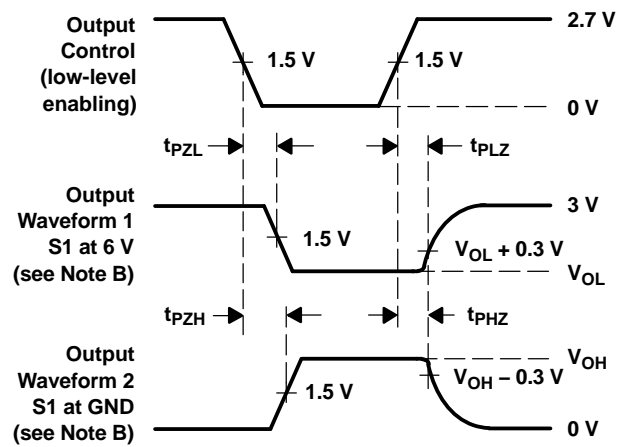 Output
Control
(low-level
enabling)
2.7 V
1.5 V
1.5 V
0 V
tPZL
tPLZ
Output
Waveform 1
S1 at 6 V
(see Note B)
3 V
1.5 V
VOL + 0.3 V
VOL
tPZH
tPHZ
Output
Waveform 2
S1 at GND
(see Note B)
VOH
1.5 V
VOH – 0.3 V
0 V